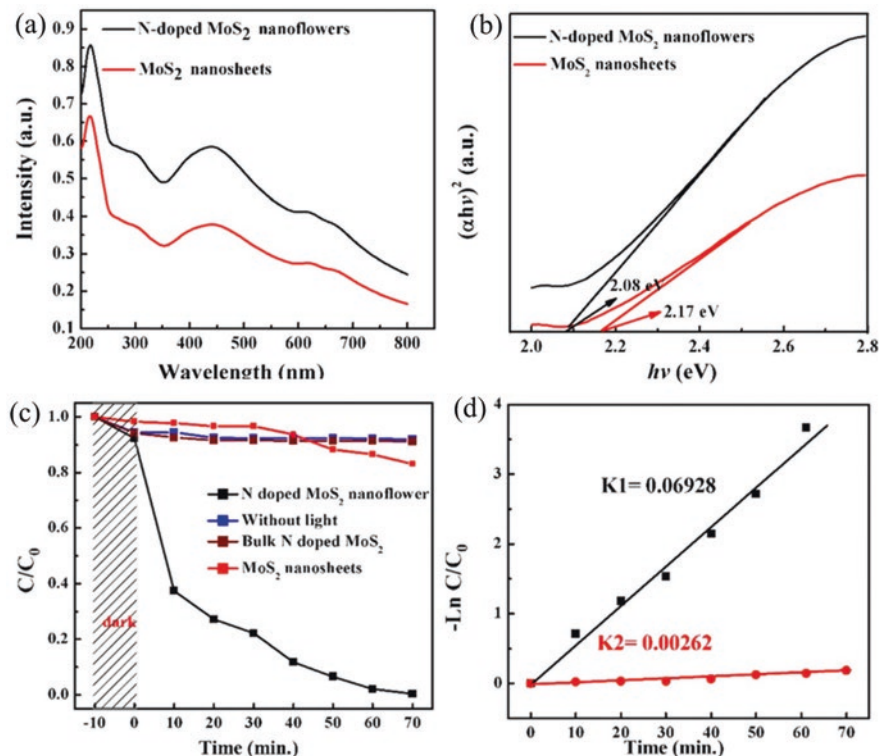 (a)
0.9
0.8
0.7
0.6
0.5
0.4
0.3
0.2
0.1
Intensity (a.u.)
N-doped MoS2 nanoflowers
MoS2 nanosheets
200 300 400 500 600 700 800
Wavelength (nm)
(b)
N-doped MoS2 nanoflowers
MoS2 nanosheets
(αhν)2 (a.u.)
2.08 eV
2.17 eV
2.0 2.2 2.4 2.6 2.8
hν (eV)
(c)
1.0
0.8
0.6
0.4
0.2
0.0
C/C0
N doped MoS2 nanoflower
Without light
Bulk N doped MoS2
MoS2 nanosheets
dark
-10 0 10 20 30 40 50 60 70
Time (min.)
(d)
4
3
2
1
0
-Ln C/C0
K1= 0.06928
K2= 0.00262
0 10 20 30 40 50 60 70
Time (min.)